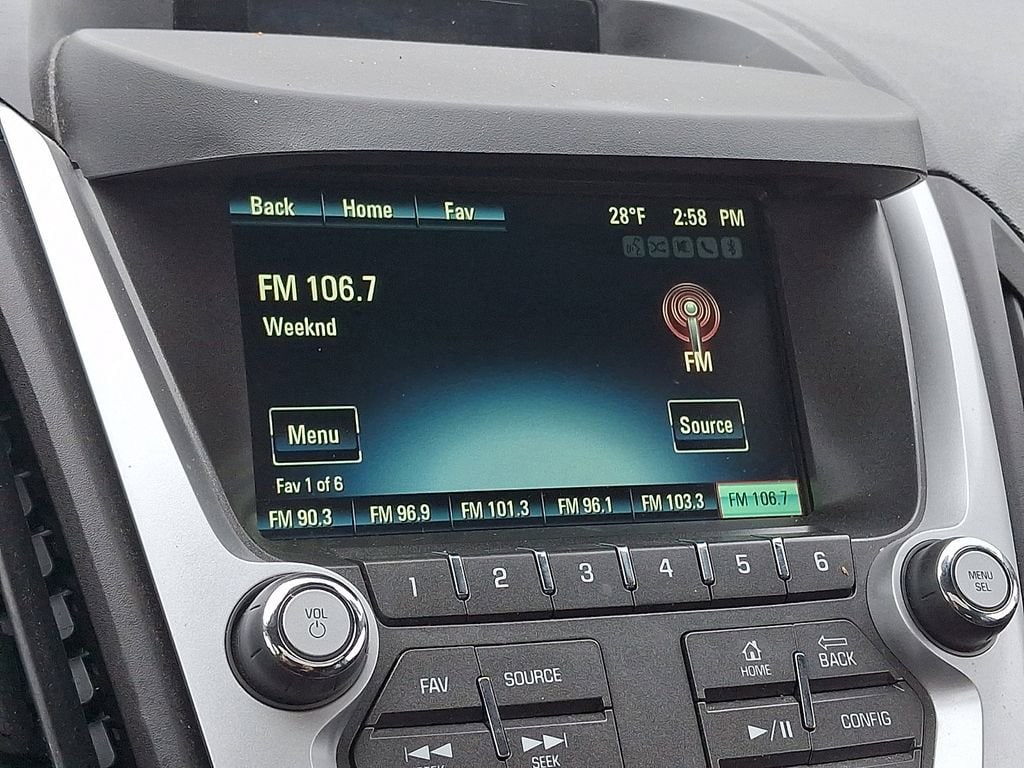 Back Home Fav 28°F 2:58 PM
FM 106.7
Weeknd
FM
Menu Source
Fav 1 of 6
FM 90.3 FM 96.9 FM 101.3 FM 96.1 FM 103.3 FM 106.7
1 2 3 4 5 6
VOL
MENU
SEL
FAV SOURCE
HOME BACK
SEEK SEEK
CONFIG